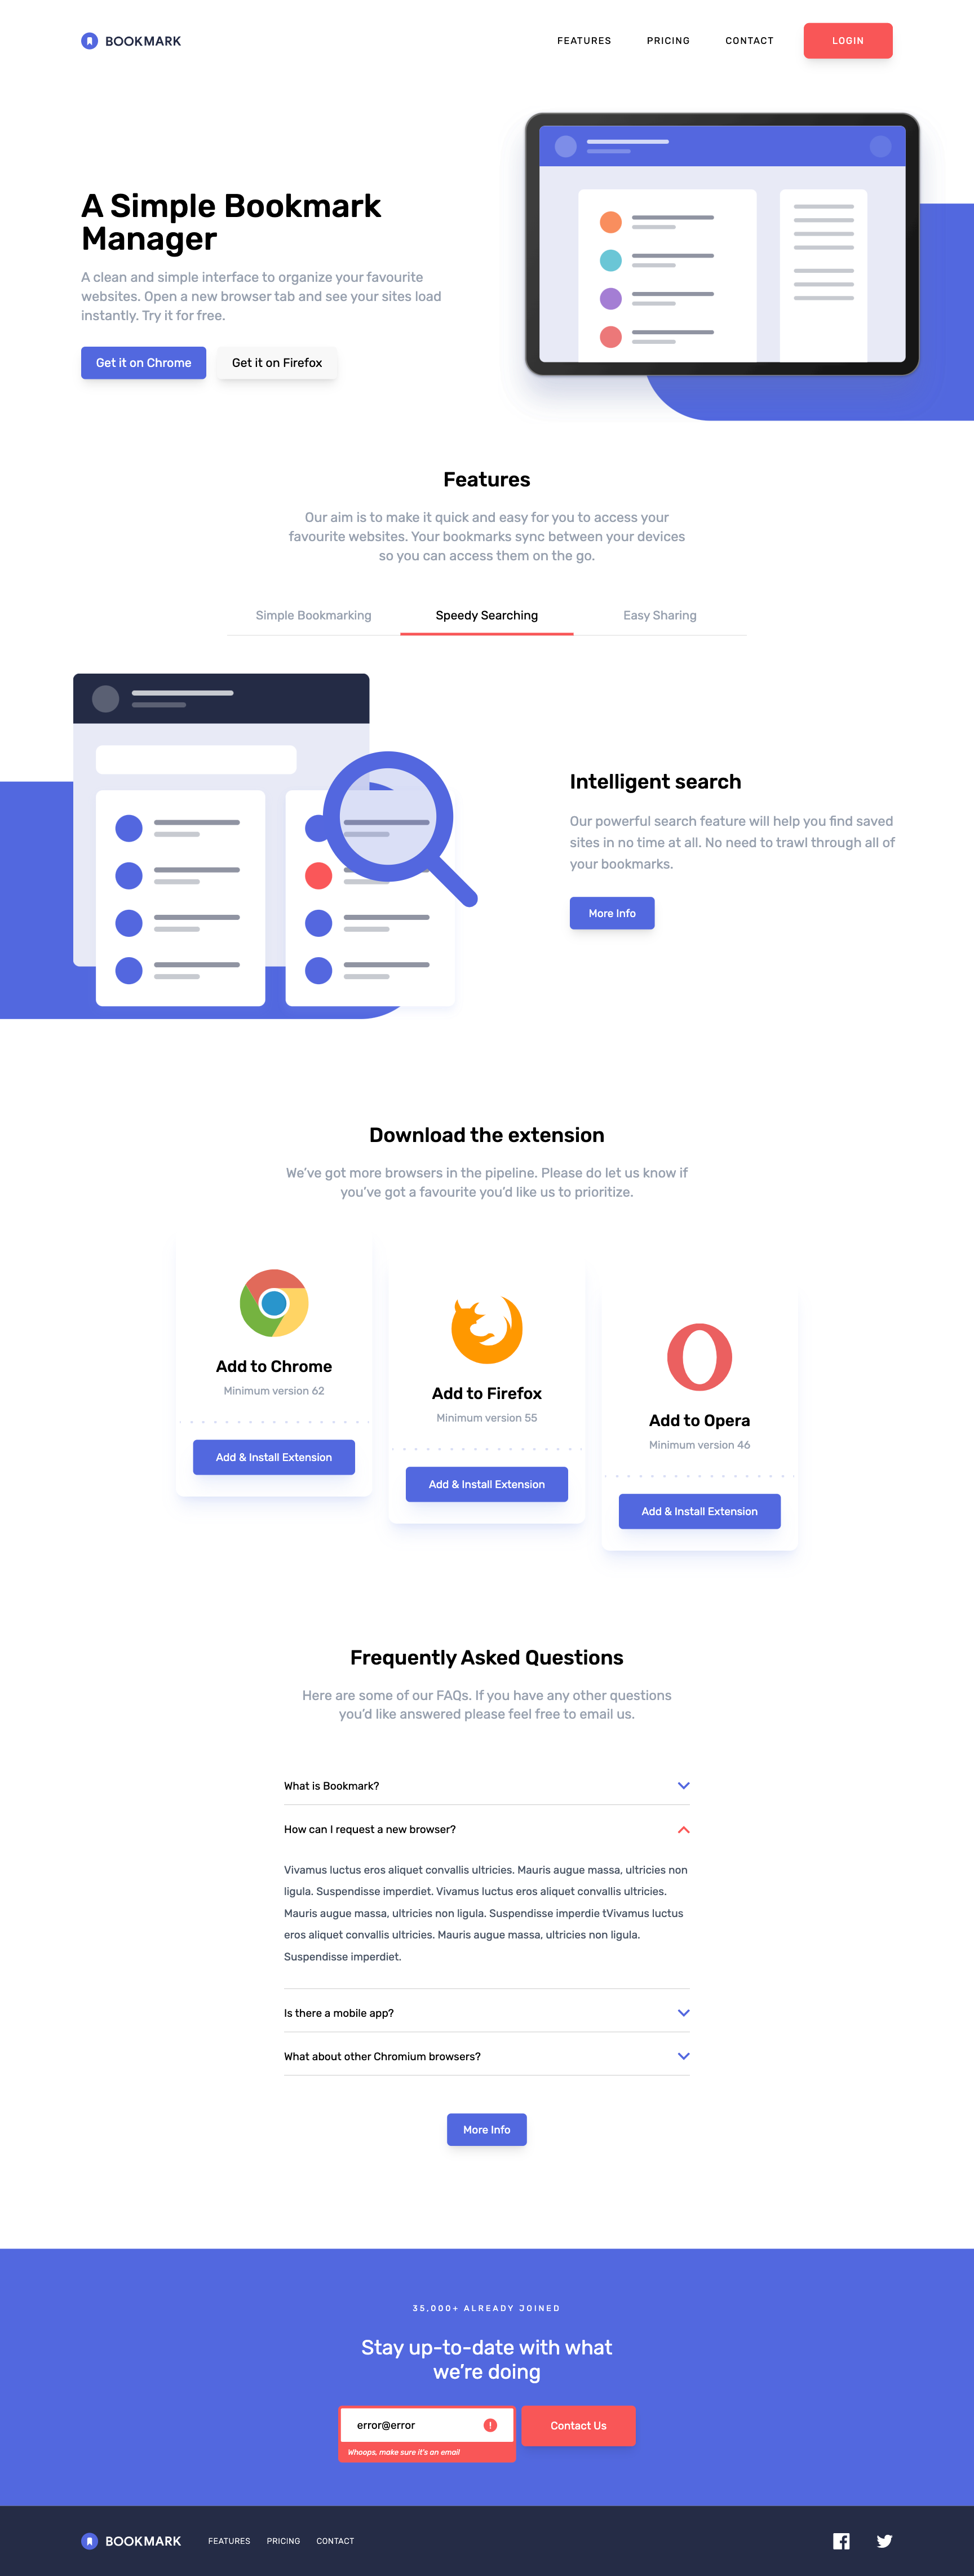 BOOKMARK
FEATURES
PRICING
CONTACT
LOGIN
A Simple Bookmark
Manager
A clean and simple interface to organize your favourite
websites. Open a new browser tab and see your sites load
instantly. Try it for free.
Get it on Chrome
Get it on Firefox
Features
Our aim is to make it quick and easy for you to access your
favourite websites. Your bookmarks sync between your devices
so you can access them on the go.
Simple Bookmarking
Speedy Searching
Easy Sharing
Intelligent search
Our powerful search feature will help you find saved
sites in no time at all. No need to trawl through all of
your bookmarks.
More Info
Download the extension
We’ve got more browsers in the pipeline. Please do let us know if
you’ve got a favourite you’d like us to prioritize.
Add to Chrome
Minimum version 62
Add & Install Extension
Add to Firefox
Minimum version 55
Add & Install Extension
Add to Opera
Minimum version 46
Add & Install Extension
Frequently Asked Questions
Here are some of our FAQs. If you have any other questions
you’d like answered please feel free to email us.
What is Bookmark?
How can I request a new browser?
Vivamus luctus eros aliquet convallis ultricies. Mauris augue massa, ultricies non
ligula. Suspendisse imperdiet. Vivamus luctus eros aliquet convallis ultricies.
Mauris augue massa, ultricies non ligula. Suspendisse imperdie tVivamus luctus
eros aliquet convallis ultricies. Mauris augue massa, ultricies non ligula.
Suspendisse imperdiet.
Is there a mobile app?
What about other Chromium browsers?
More Info
35,000+ ALREADY JOINED
Stay up-to-date with what
we’re doing
error@error
!
Contact Us
Whoops, make sure it’s an email
BOOKMARK
FEATURES
PRICING
CONTACT